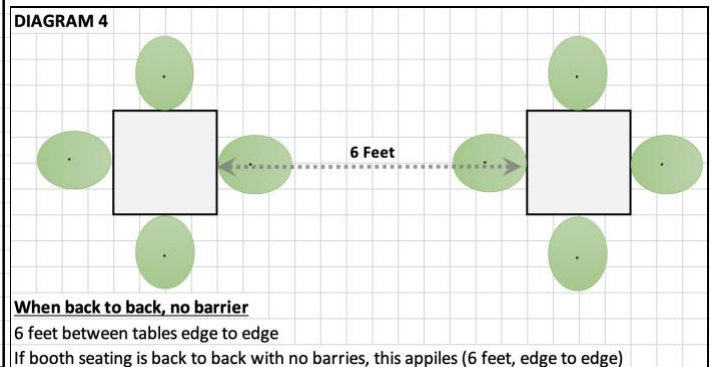 DIAGRAM 4
6 Feet
When back to back, no barrier
6 feet between tables edge to edge
If booth seating is back to back with no barries, this appiles (6 feet, edge to edge)